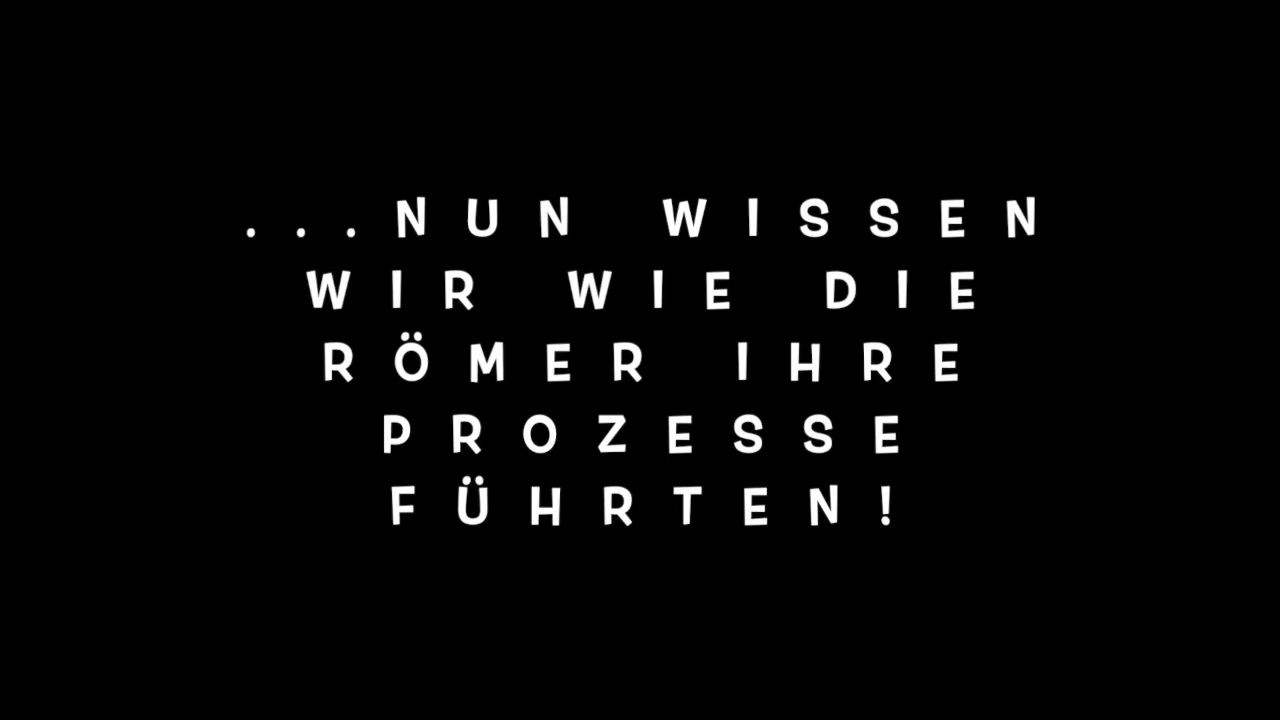 ...NUN WISSEN
WIR WIE DIE
RÖMER IHRE
PROZESSE
FÜHRTEN!